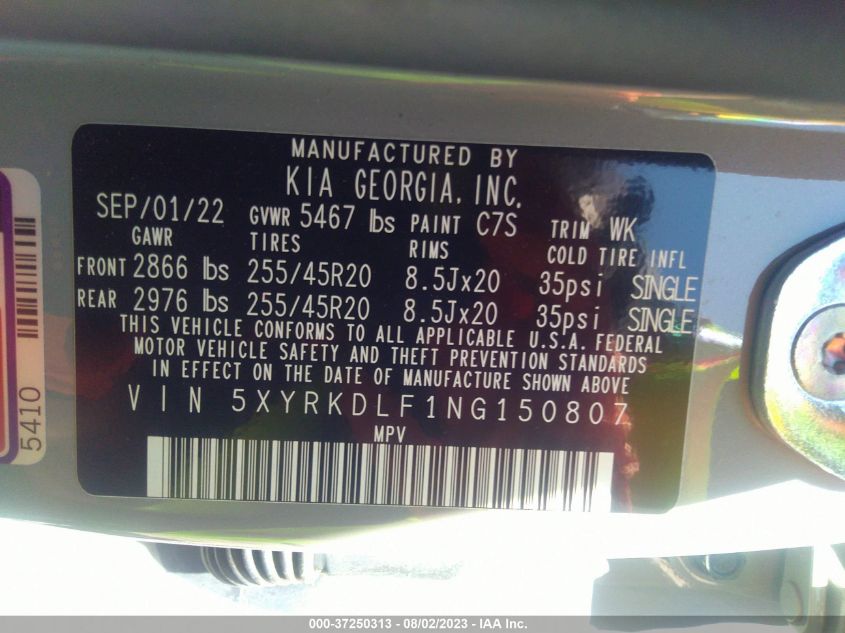 MANUFACTURED BY
KIA GEORGIA, INC.
SEP/01/22 GVWR 5467 lbs PAINT C7S TRIM WK
GAWR TIRES RIMS COLD TIRE INFL
FRONT 2866 lbs 255/45R20 8.5Jx20 35psi SINGLE
REAR 2976 lbs 255/45R20 8.5Jx20 35psi SINGLE
THIS VEHICLE CONFORMS TO ALL APPLICABLE U.S.A. FEDERAL
MOTOR VEHICLE SAFETY AND THEFT PREVENTION STANDARDS
IN EFFECT ON THE DATE OF MANUFACTURE SHOWN ABOVE
VIN 5XYRKDLF1NG150807
MPV
5410
000-37250313 - 08/02/2023 - IAA Inc.